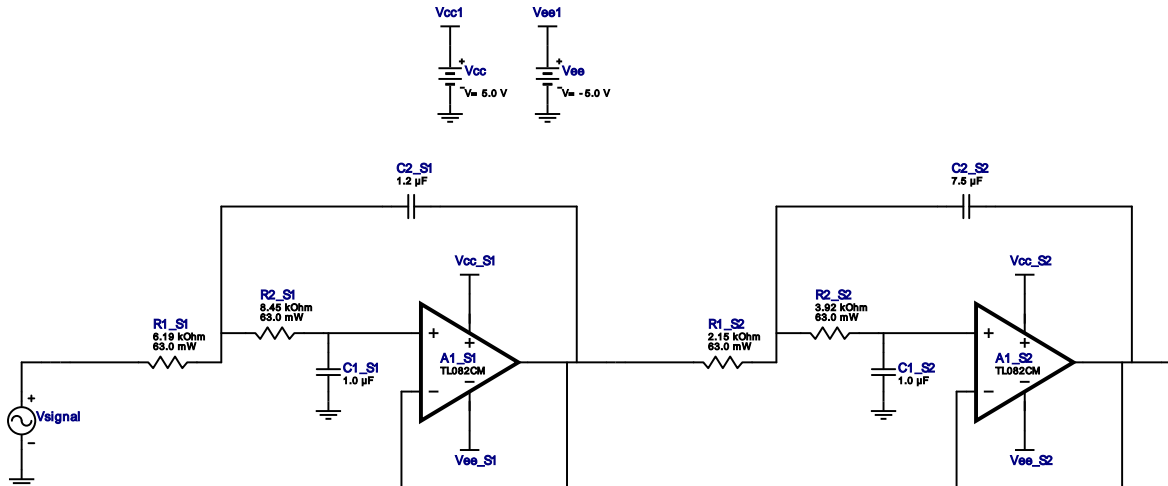 Vcc1
Vee1
+
Vcc
-
V= 5.0 V
+
Vee
-
V= -5.0 V
C2_S1
1.2 µF
C2_S2
7.5 µF
Vcc_S1
Vcc_S2
R2_S1
8.45 kOhm
63.0 mW
R2_S2
3.92 kOhm
63.0 mW
R1_S1
6.19 kOhm
63.0 mW
R1_S2
2.15 kOhm
63.0 mW
+
+
A1_S1
TL082CM
−
−
+
+
A1_S2
TL082CM
−
−
C1_S1
1.0 µF
C1_S2
1.0 µF
+
Vsignal
−
Vee_S1
Vee_S2